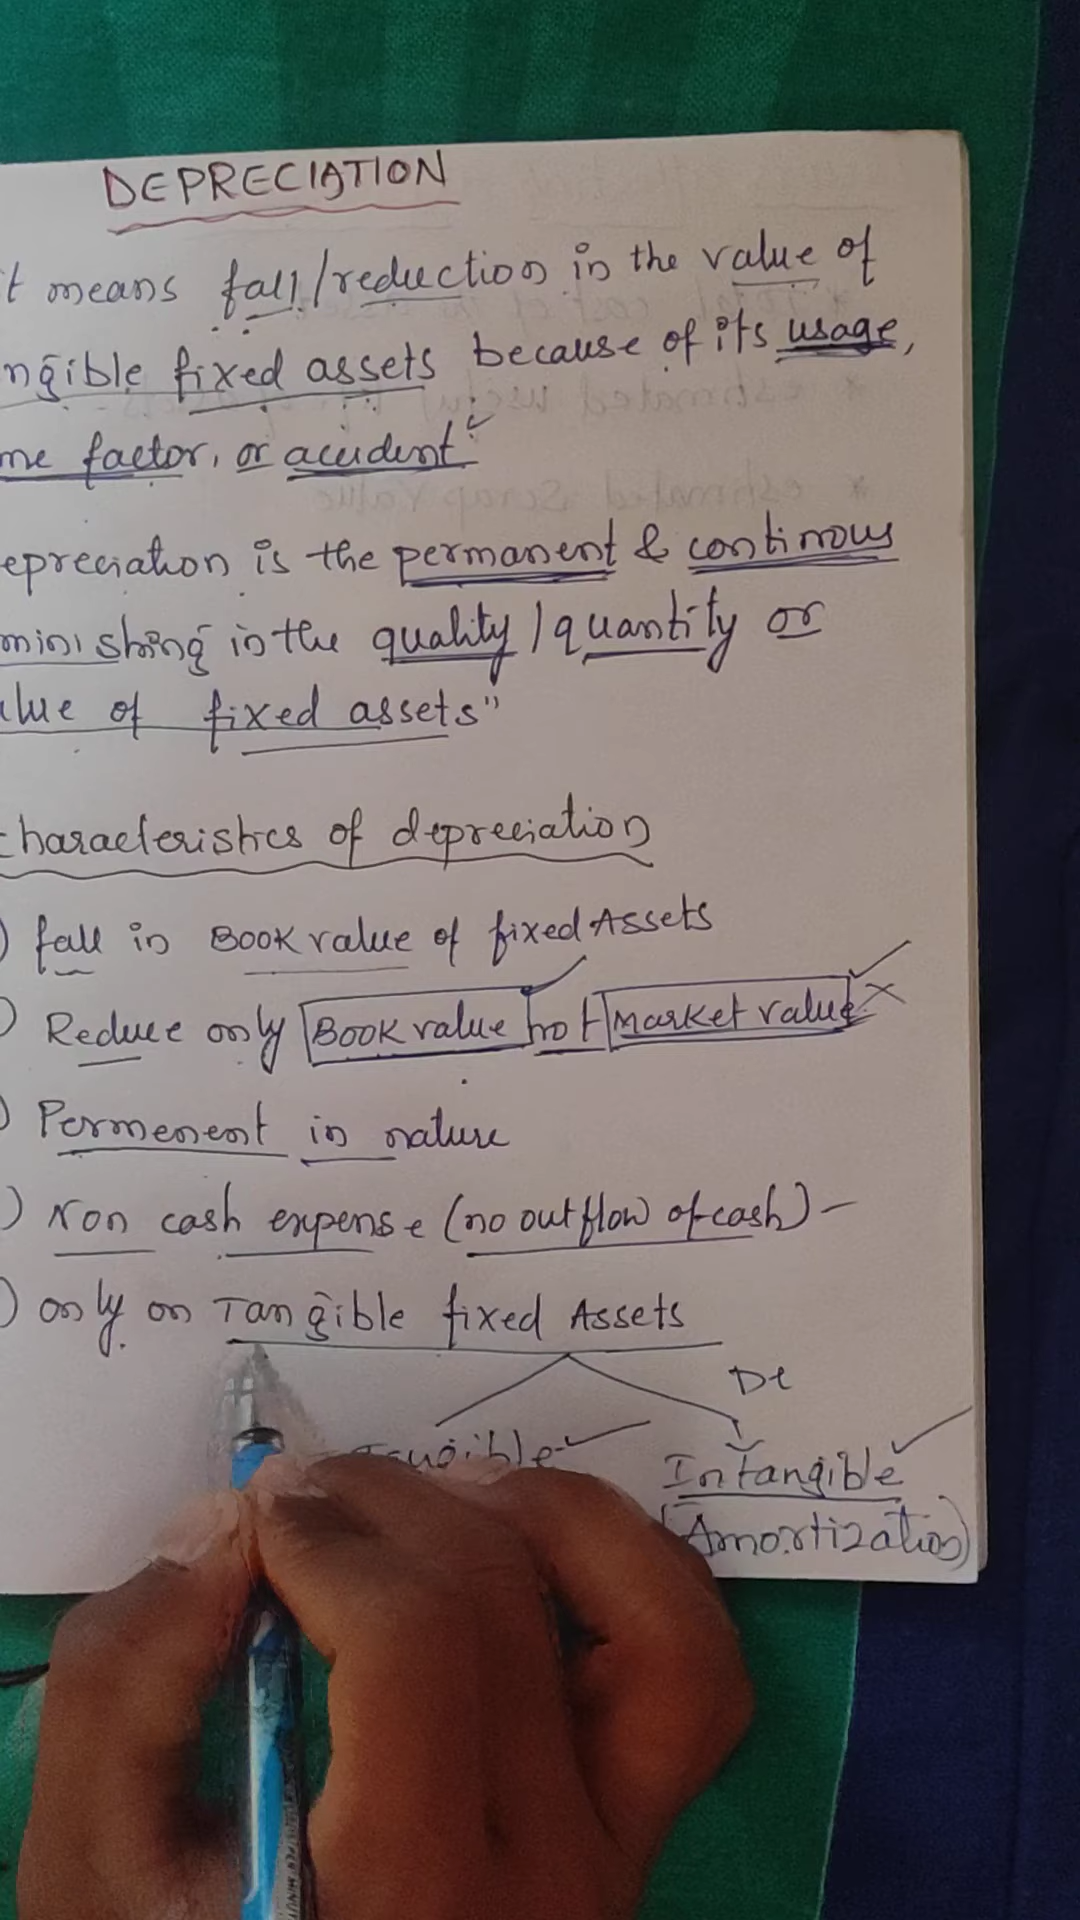 DEPRECIATION
t means fall/reduction in the value of
ngible fixed assets because of its usage,
me factor, or accident
epreciation is the permanent & continous
minishing in the quality/quantity or
alue of fixed assets"
characteristics of depreciation
) fall in Book value of fixed Assets
) Reduce only Book value not Market value x
) Permenent in nature
) Non cash expense (no outflow of cash) -
) only on Tangible fixed Assets
De
Tangible
Intangible
(Amortization)